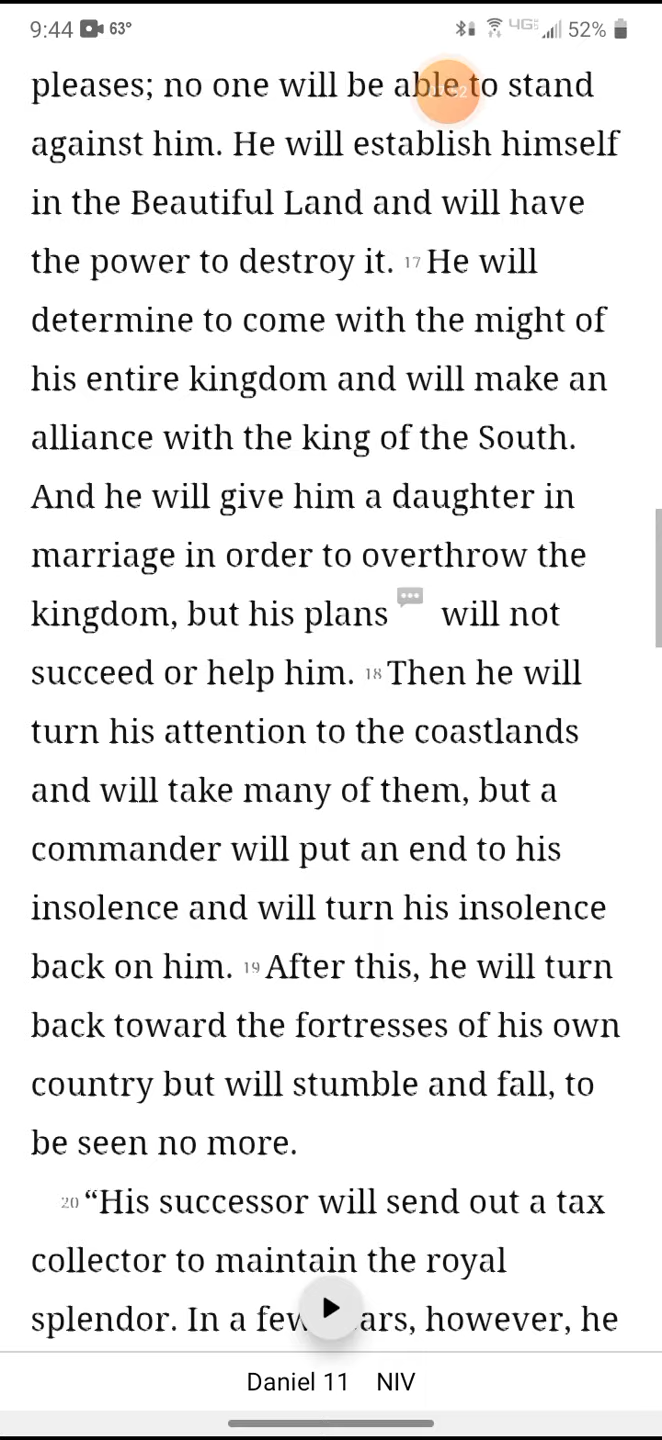 9:44 63° 4G 52%
pleases; no one will be able to stand
against him. He will establish himself
in the Beautiful Land and will have
the power to destroy it. 17 He will
determine to come with the might of
his entire kingdom and will make an
alliance with the king of the South.
And he will give him a daughter in
marriage in order to overthrow the
kingdom, but his plans will not
succeed or help him. 18 Then he will
turn his attention to the coastlands
and will take many of them, but a
commander will put an end to his
insolence and will turn his insolence
back on him. 19 After this, he will turn
back toward the fortresses of his own
country but will stumble and fall, to
be seen no more.
20 “His successor will send out a tax
collector to maintain the royal
splendor. In a few ars, however, he
Daniel 11 NIV